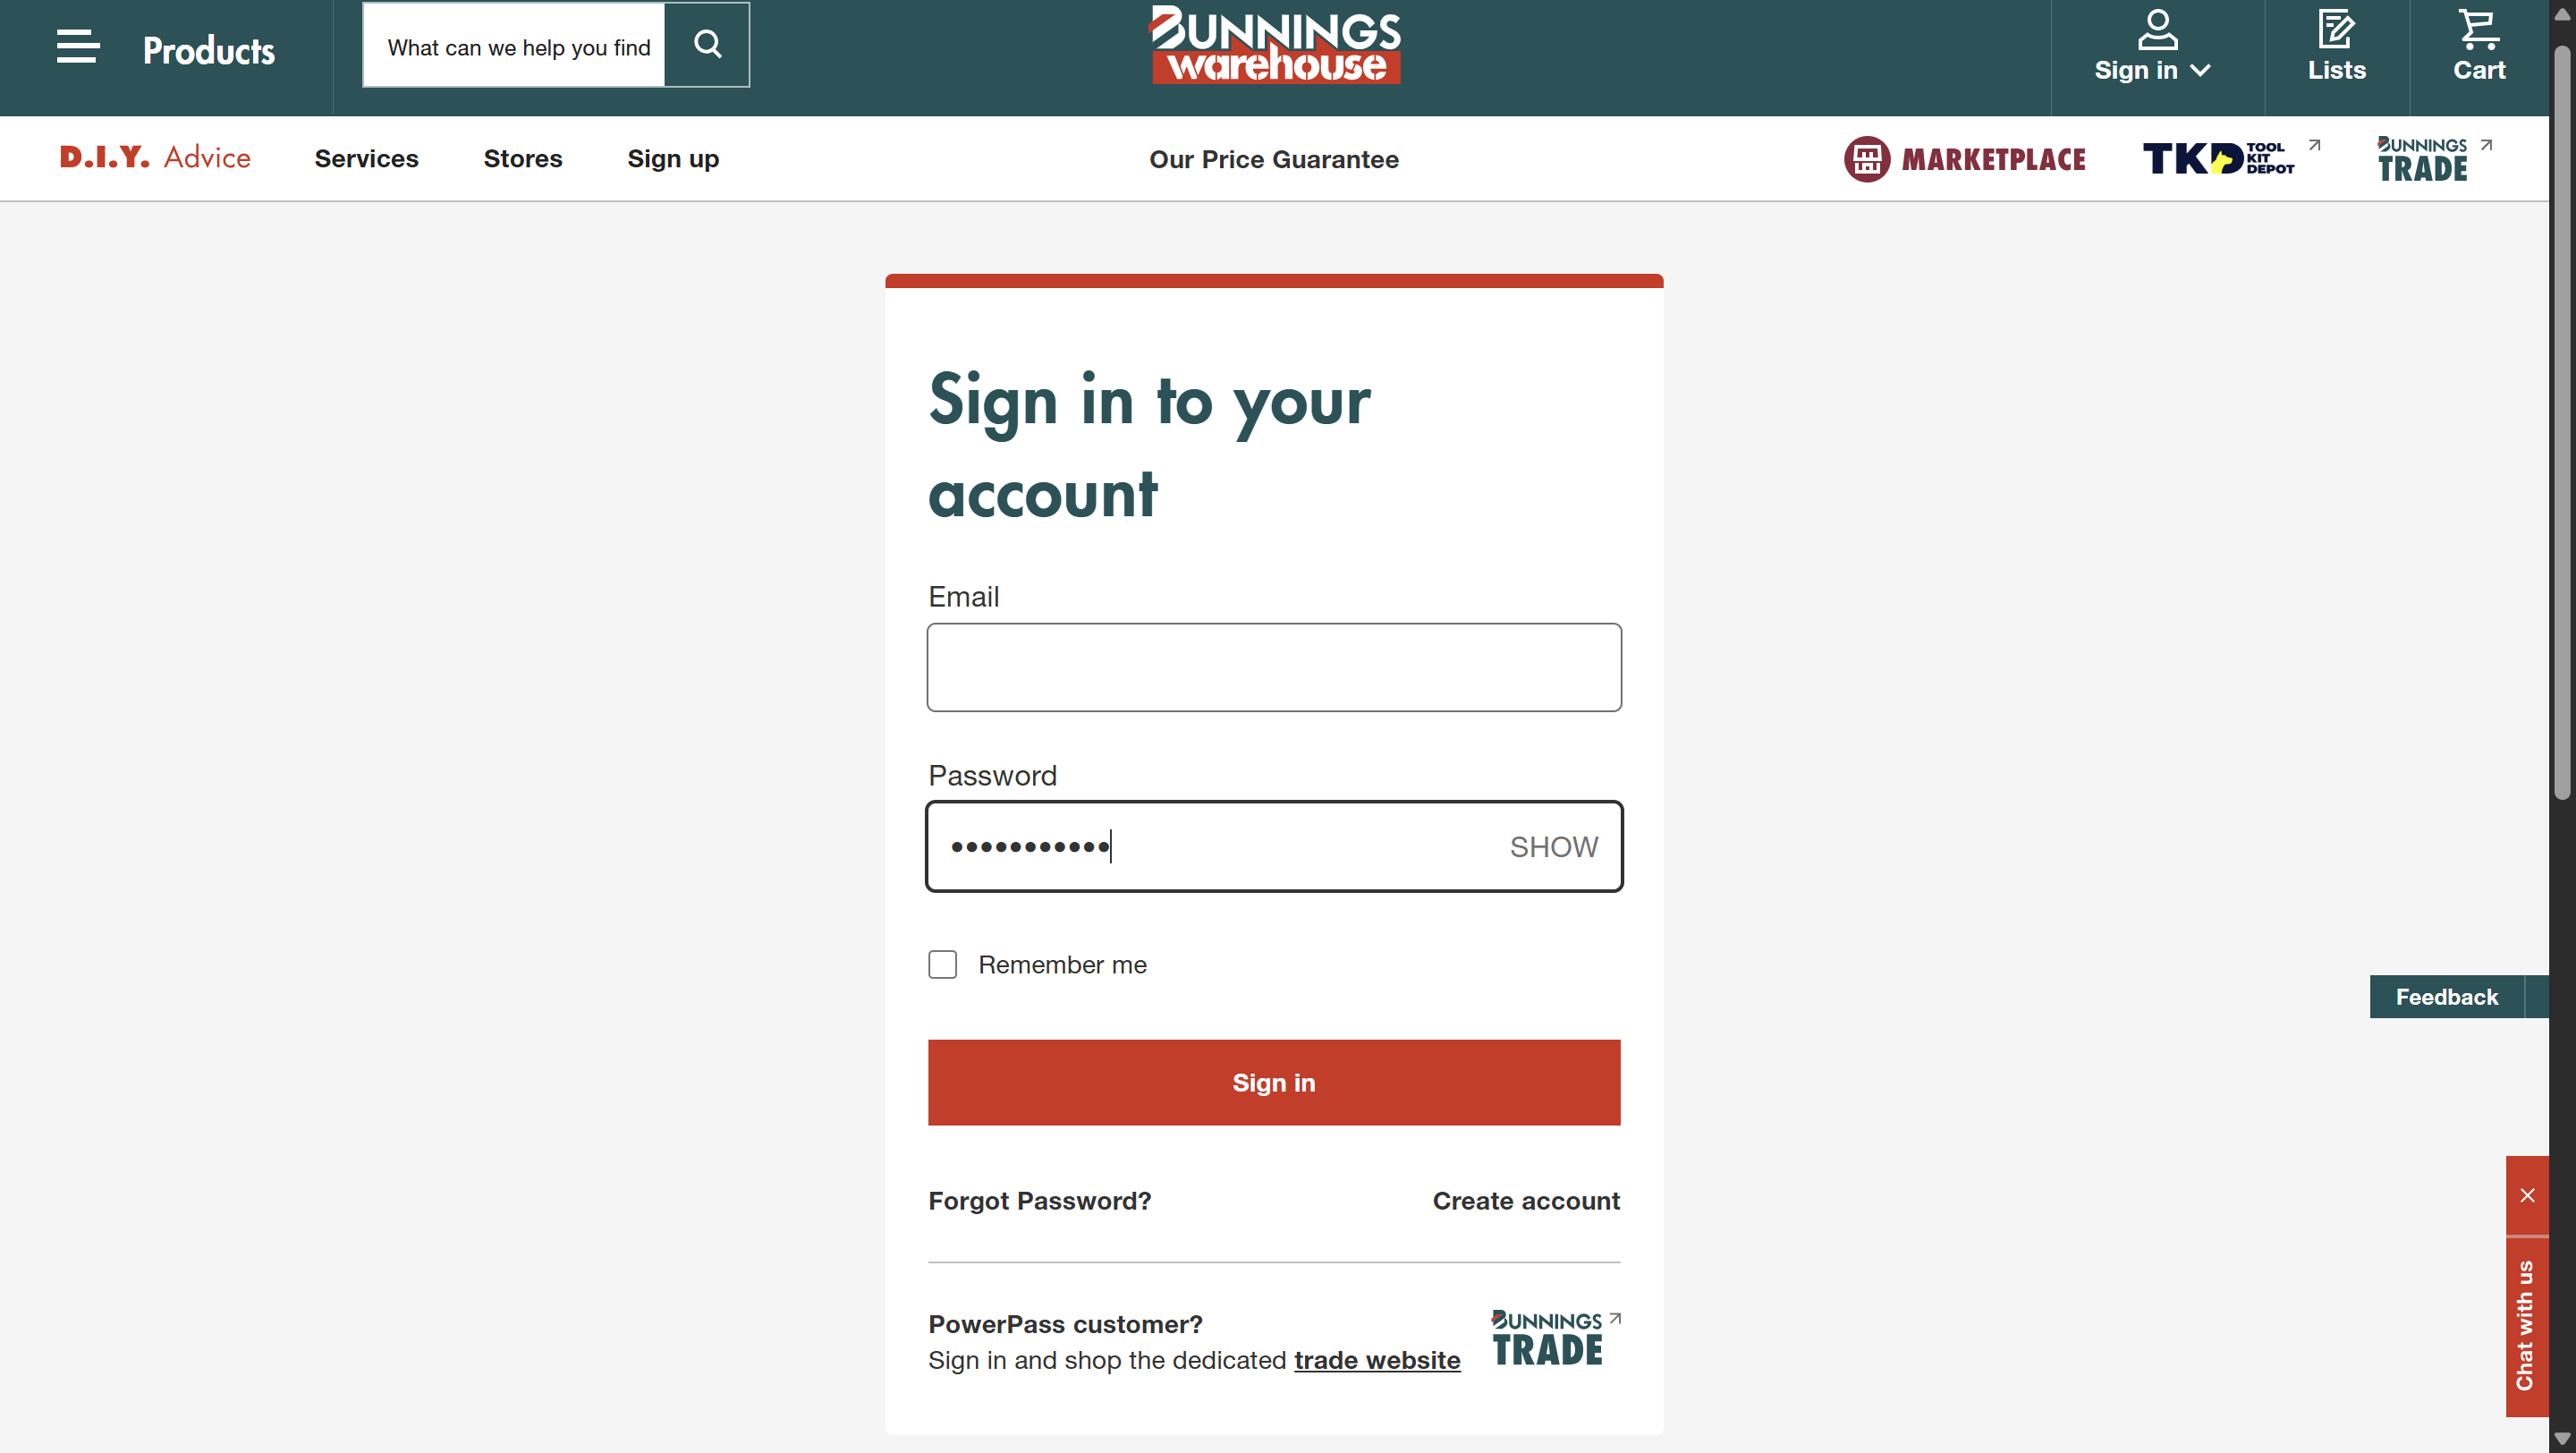 Products
What can we help you find
BUNNINGS
warehouse
Sign in
Lists
Cart
D.I.Y. Advice
Services
Stores
Sign up
Our Price Guarantee
MARKETPLACE
TKD TOOL KIT DEPOT
BUNNINGS
TRADE
Sign in to your
account
Email
Password
•••••••••••
SHOW
Remember me
Feedback
Sign in
Forgot Password?
Create account
PowerPass customer?
Sign in and shop the dedicated trade website
BUNNINGS
TRADE
Chat with us